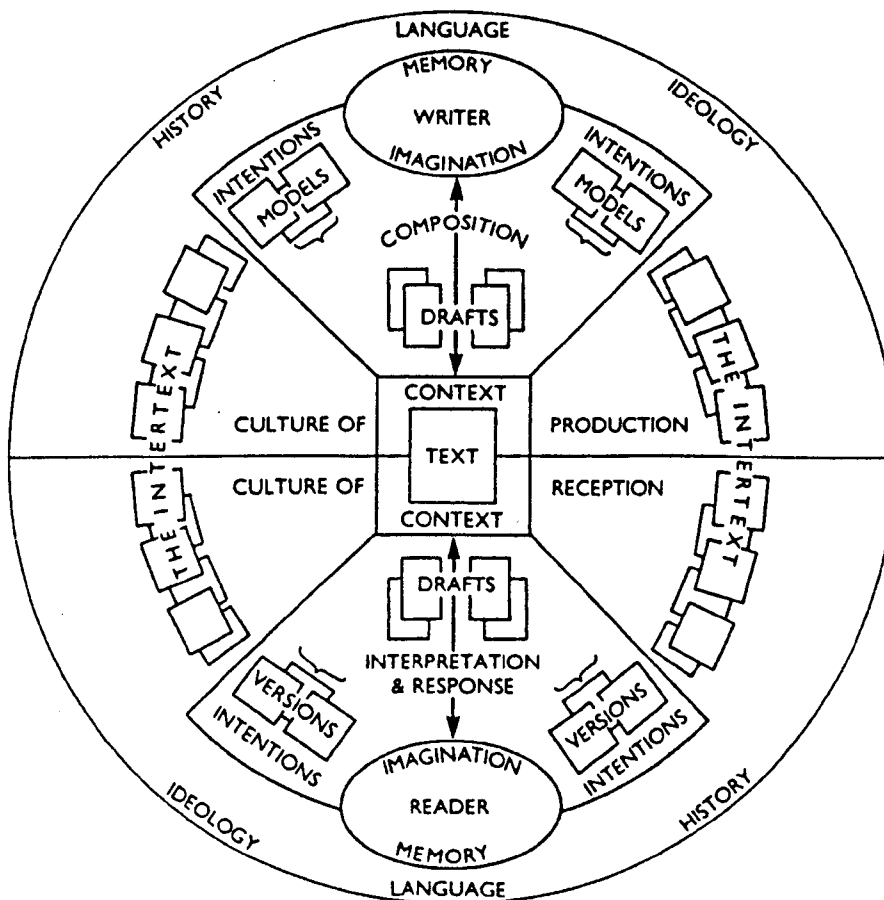 LANGUAGE
HISTORY
IDEOLOGY
MEMORY
WRITER
IMAGINATION
INTENTIONS
MODELS
INTENTIONS
MODELS
COMPOSITION
DRAFTS
THE INTERTEXT
THE INTERTEXT
CONTEXT
CULTURE OF
PRODUCTION
TEXT
CULTURE OF
RECEPTION
CONTEXT
THE INTERTEXT
THE INTERTEXT
DRAFTS
INTERPRETATION
& RESPONSE
VERSIONS
INTENTIONS
VERSIONS
INTENTIONS
IMAGINATION
READER
MEMORY
IDEOLOGY
HISTORY
LANGUAGE